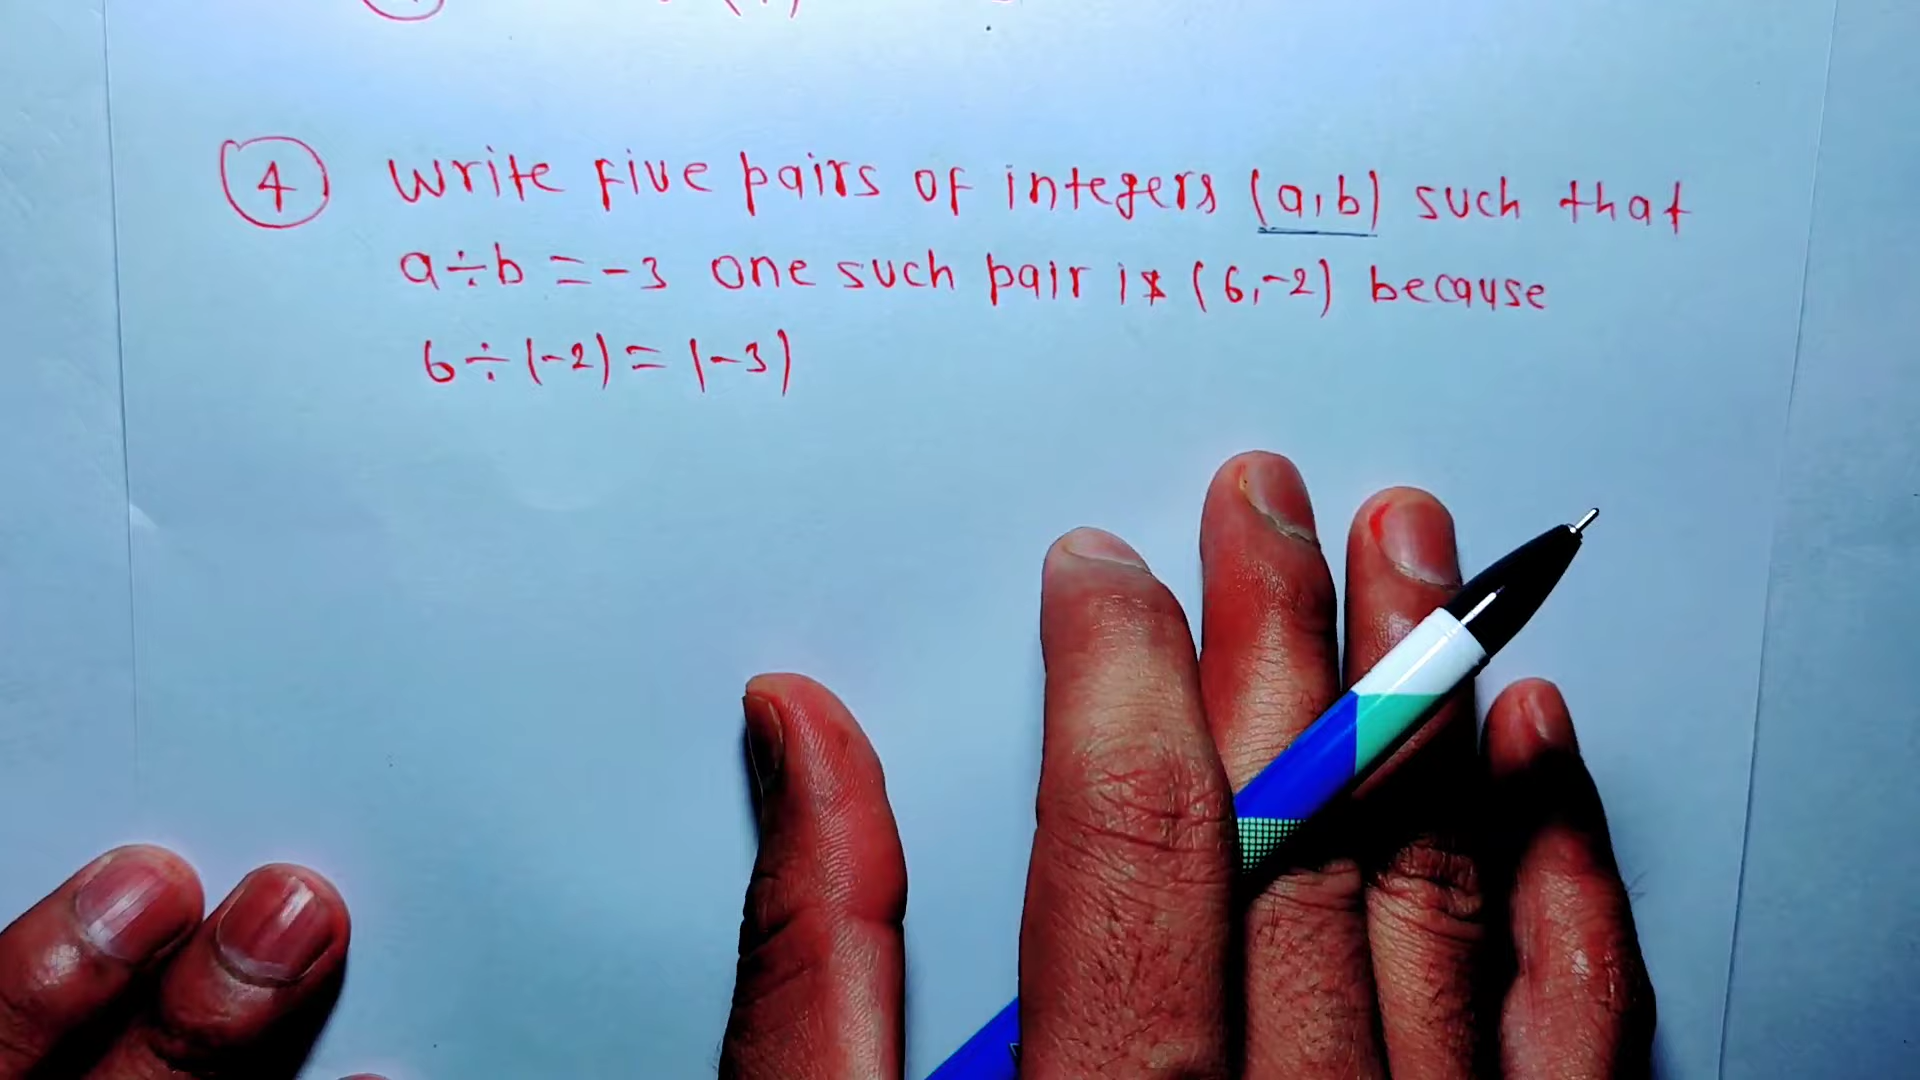 ④ Write five pairs of integers (a,b) such that
a÷b = -3 one such pair is (6,-2) because
6÷(-2) = (-3)